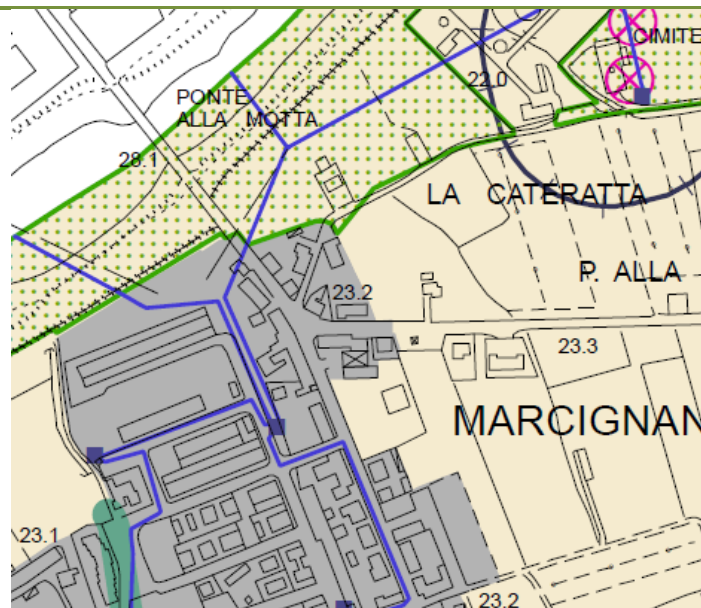 CIMITE
22.0
PONTE
ALLA MOTTA
28.1
LA CATERATTA
P. ALLA
23.2
23.3
MARCIGNAN
23.1
23.2